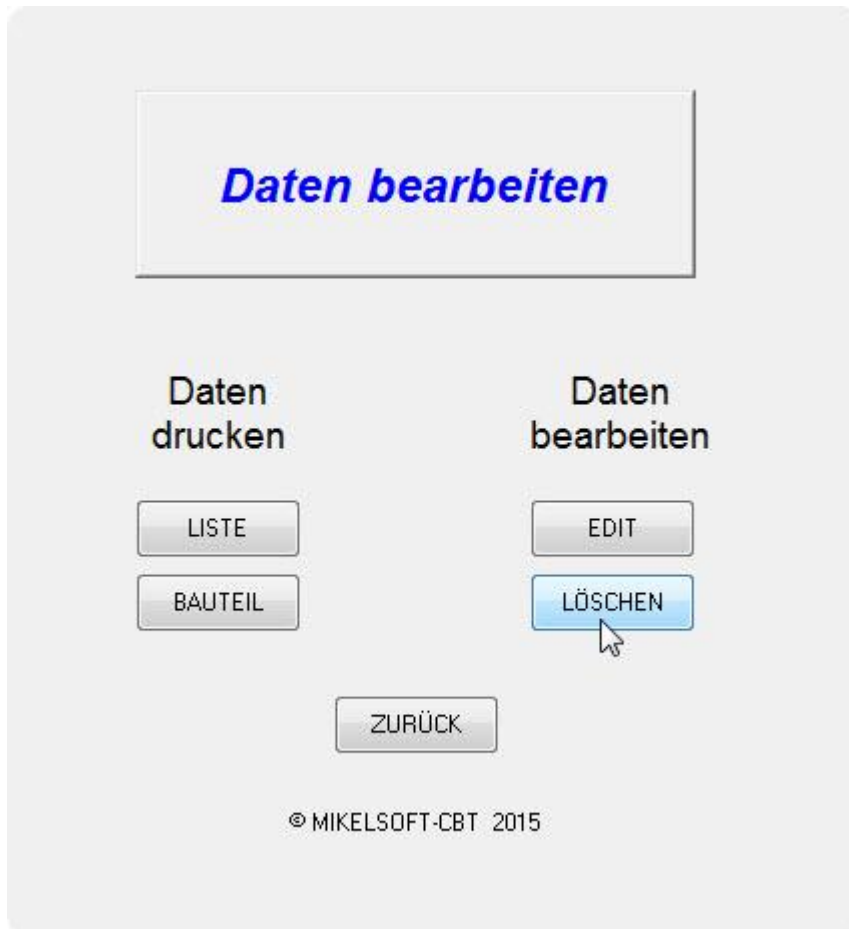 Daten bearbeiten
Daten
drucken
LISTE
BAUTEIL
Daten
bearbeiten
EDIT
LÖSCHEN
ZURÜCK
© MIKELSOFT-CBT 2015